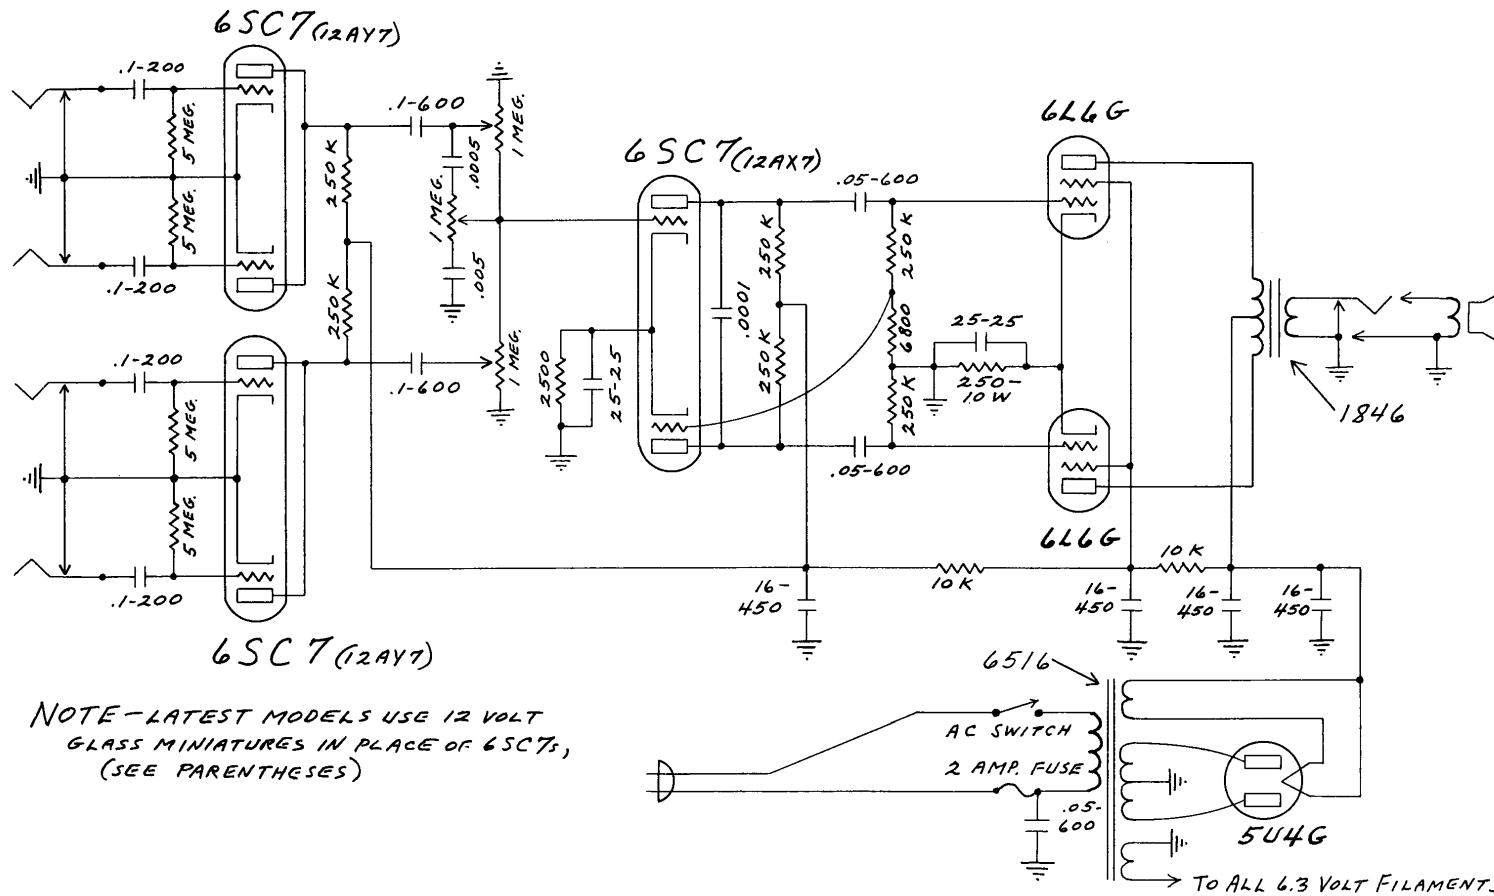 6SC7 (12AY7)
.1-200
5 MEG.
5 MEG.
.1-200
250 K
250 K
.1-600
.0005
1 MEG.
1 MEG.
.005
1 MEG.
.1-600
.1-200
5 MEG.
5 MEG.
.1-200
6SC7 (12AY7)
6SC7 (12AX7)
2500
25-25
.0001
250 K
250 K
.05-600
250 K
6800
250 K
.05-600
25-25
250-
10W
6L6G
6L6G
1846
10 K
10 K
16-
450
16-
450
16-
450
16-
450
NOTE-LATEST MODELS USE 12 VOLT
GLASS MINIATURES IN PLACE OF 6SC7s,
(SEE PARENTHESES)
6516
AC SWITCH
2 AMP. FUSE
.05-
600
5U4G
TO ALL 6.3 VOLT FILAMENTS